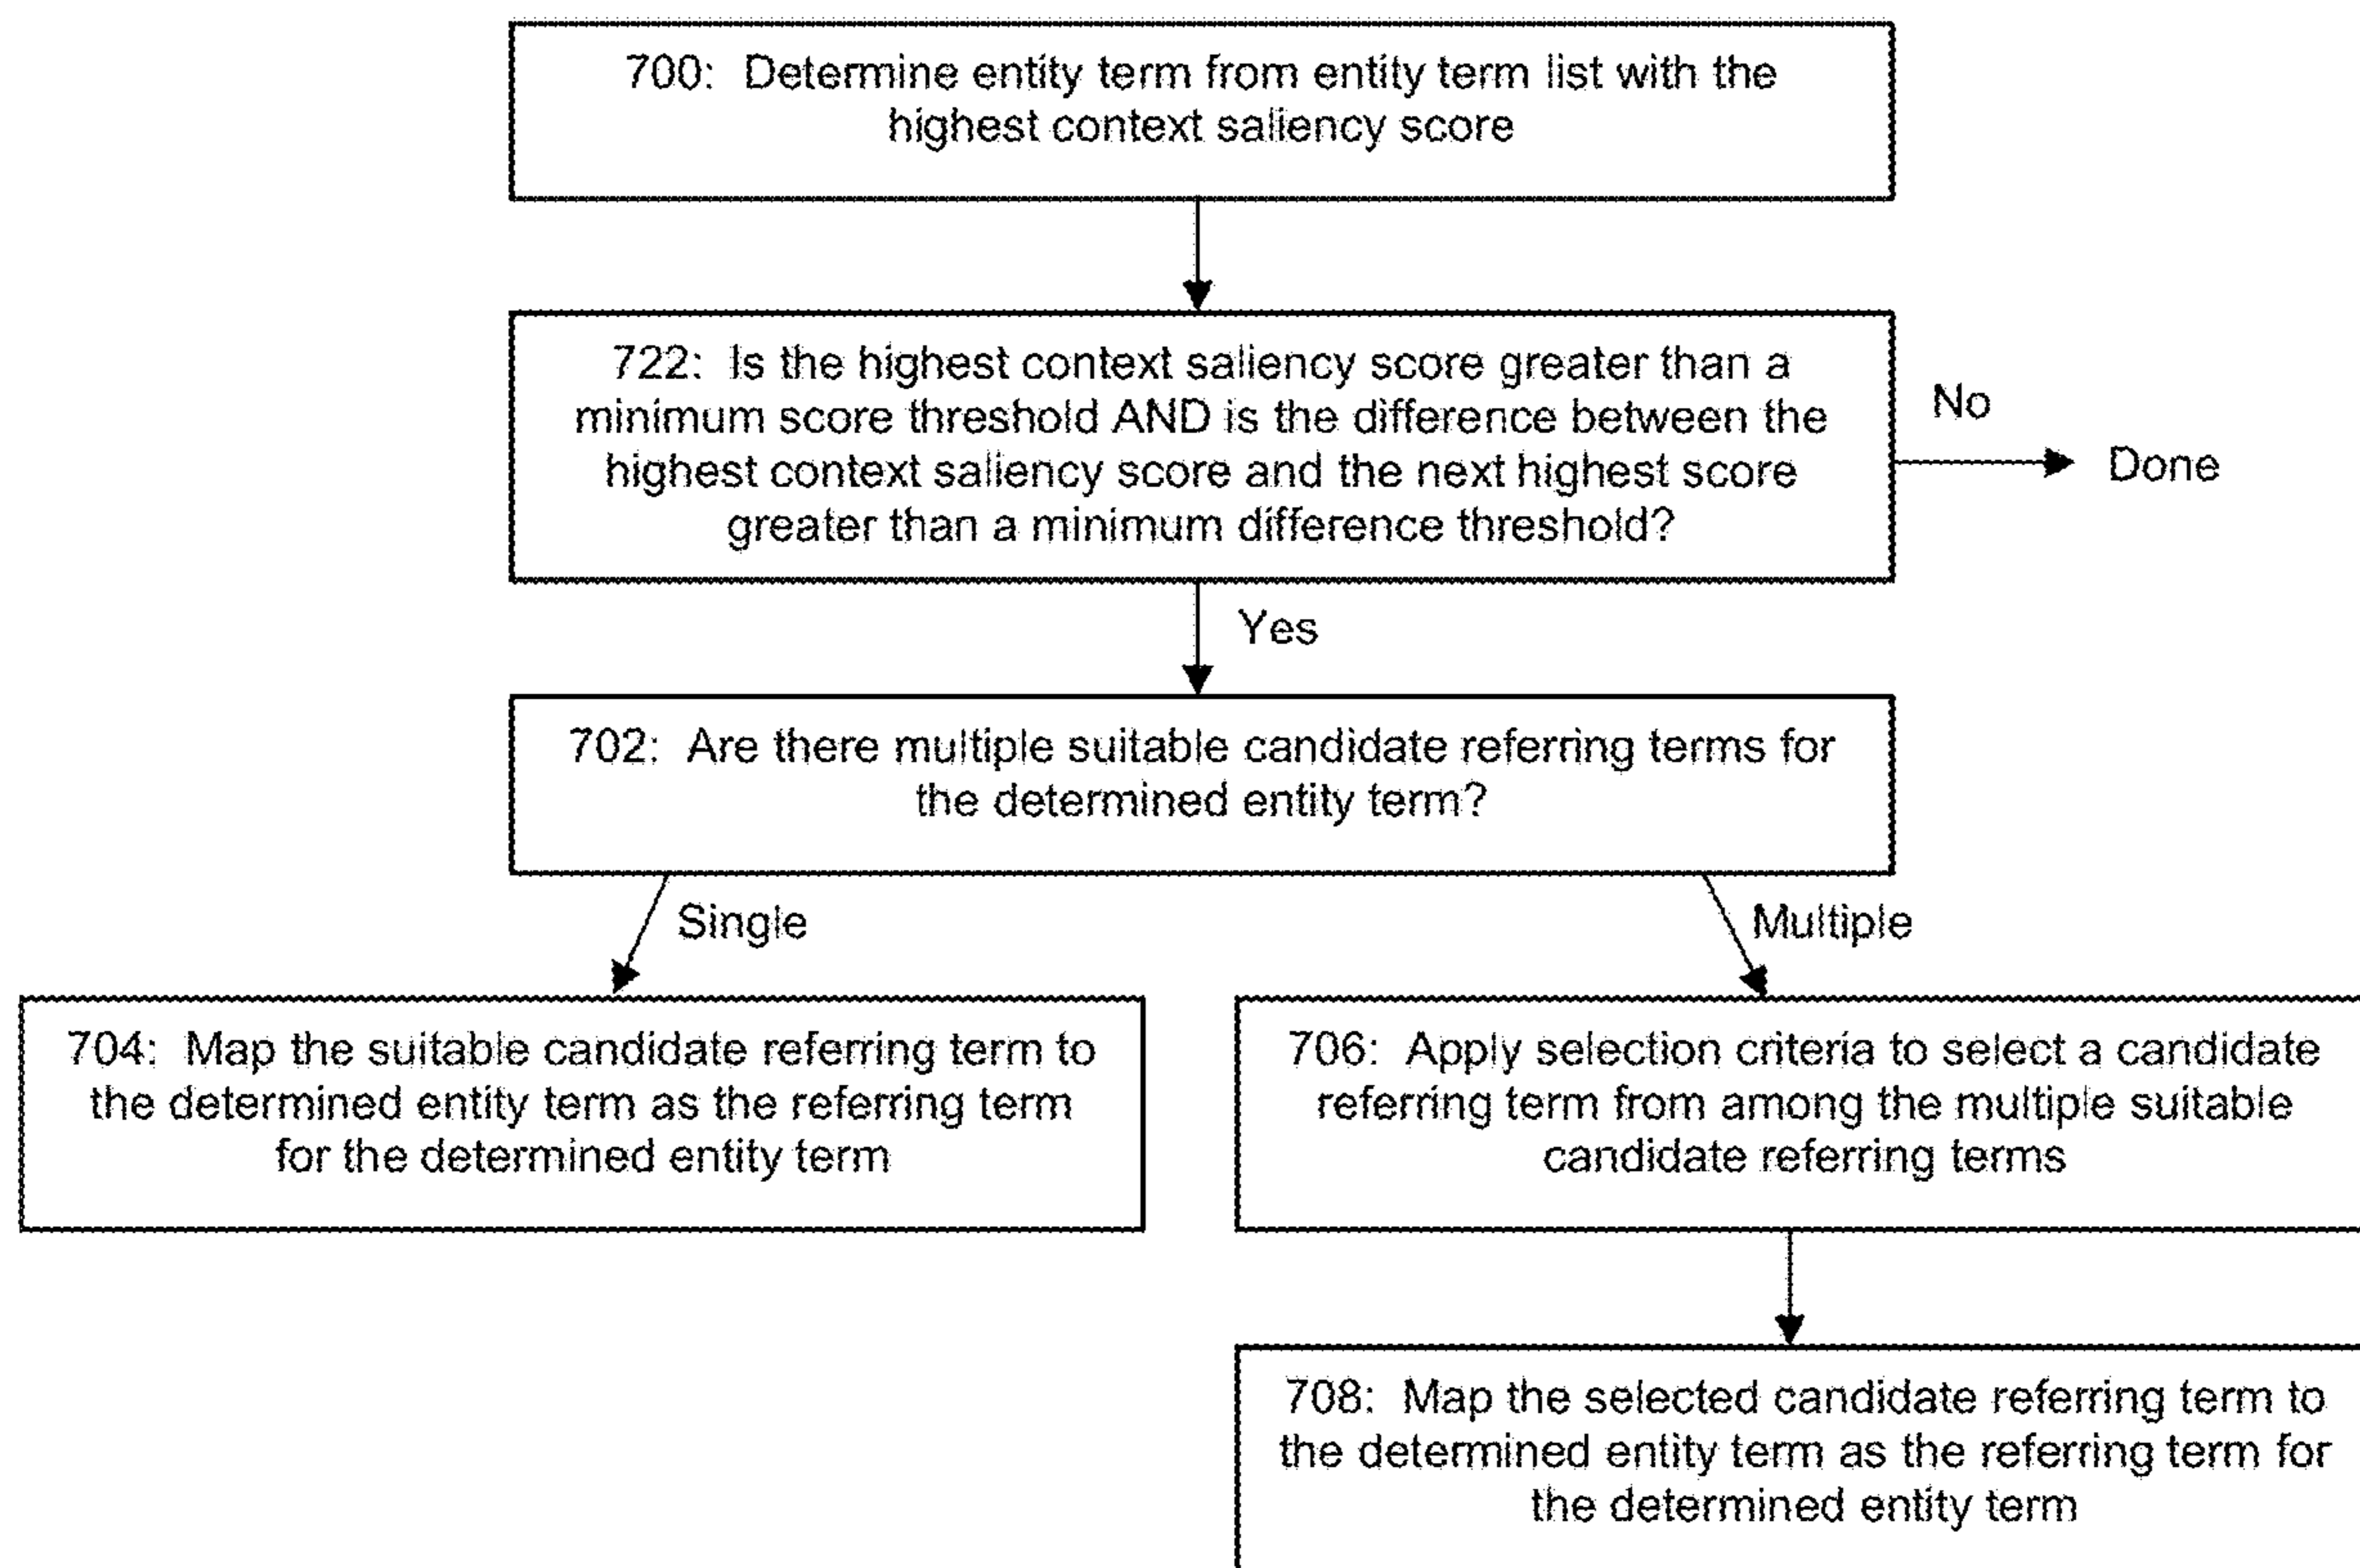 700: Determine entity term from entity term list with the
highest context saliency score
722: Is the highest context saliency score greater than a
minimum score threshold AND is the difference between the
highest context saliency score and the next highest score
greater than a minimum difference threshold?
No
Done
Yes
702: Are there multiple suitable candidate referring terms for
the determined entity term?
Single
Multiple
704: Map the suitable candidate referring term to
the determined entity term as the referring term
for the determined entity term
706: Apply selection criteria to select a candidate
referring term from among the multiple suitable
candidate referring terms
708: Map the selected candidate referring term to
the determined entity term as the referring term for
the determined entity term